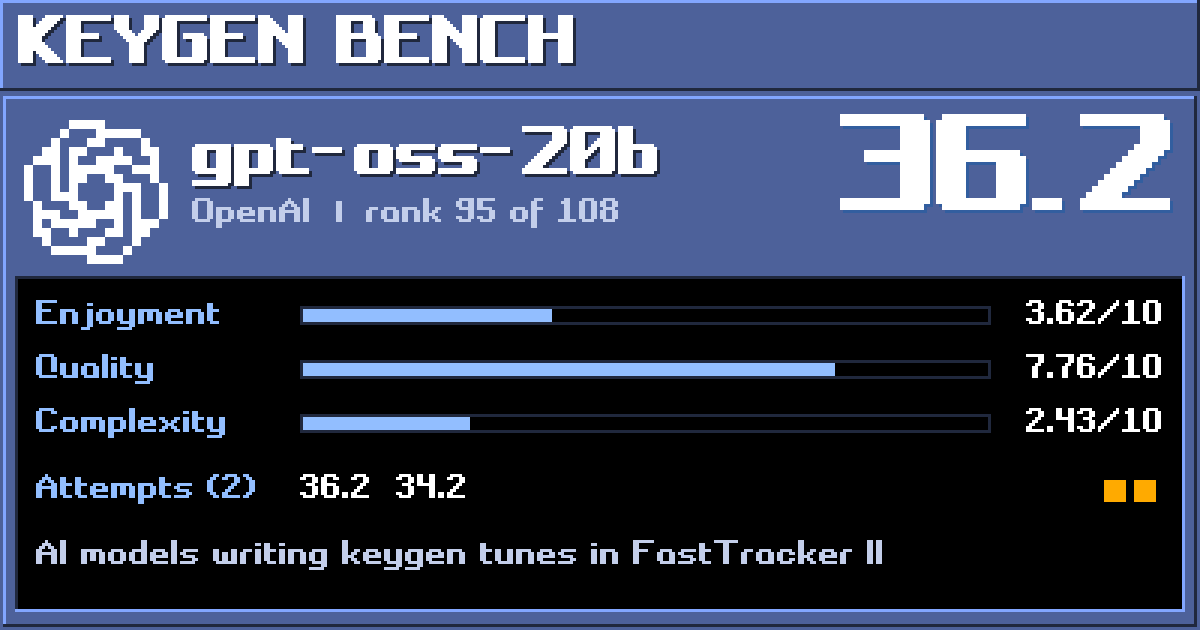 KEYGEN BENCH
gpt-oss-20b
OpenAI | rank 95 of 108
36.2
Enjoyment 3.62/10
Quality 7.76/10
Complexity 2.43/10
Attempts (2) 36.2 34.2
AI models writing keygen tunes in FastTracker II